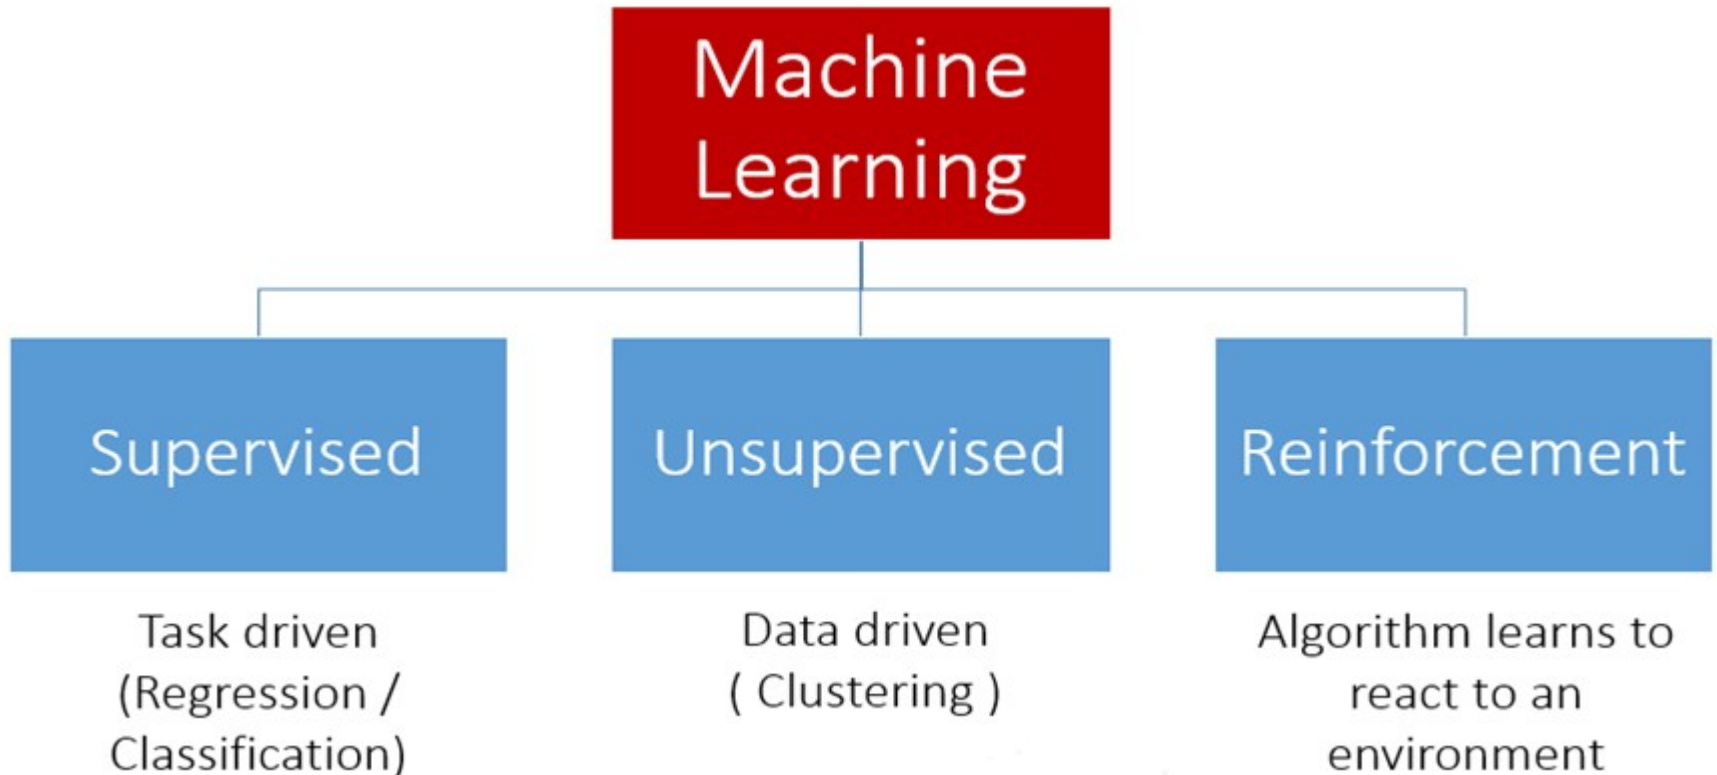 Machine
Learning
Supervised
Unsupervised
Reinforcement
Task driven
(Regression /
Classification)
Data driven
( Clustering )
Algorithm learns to
react to an
environment